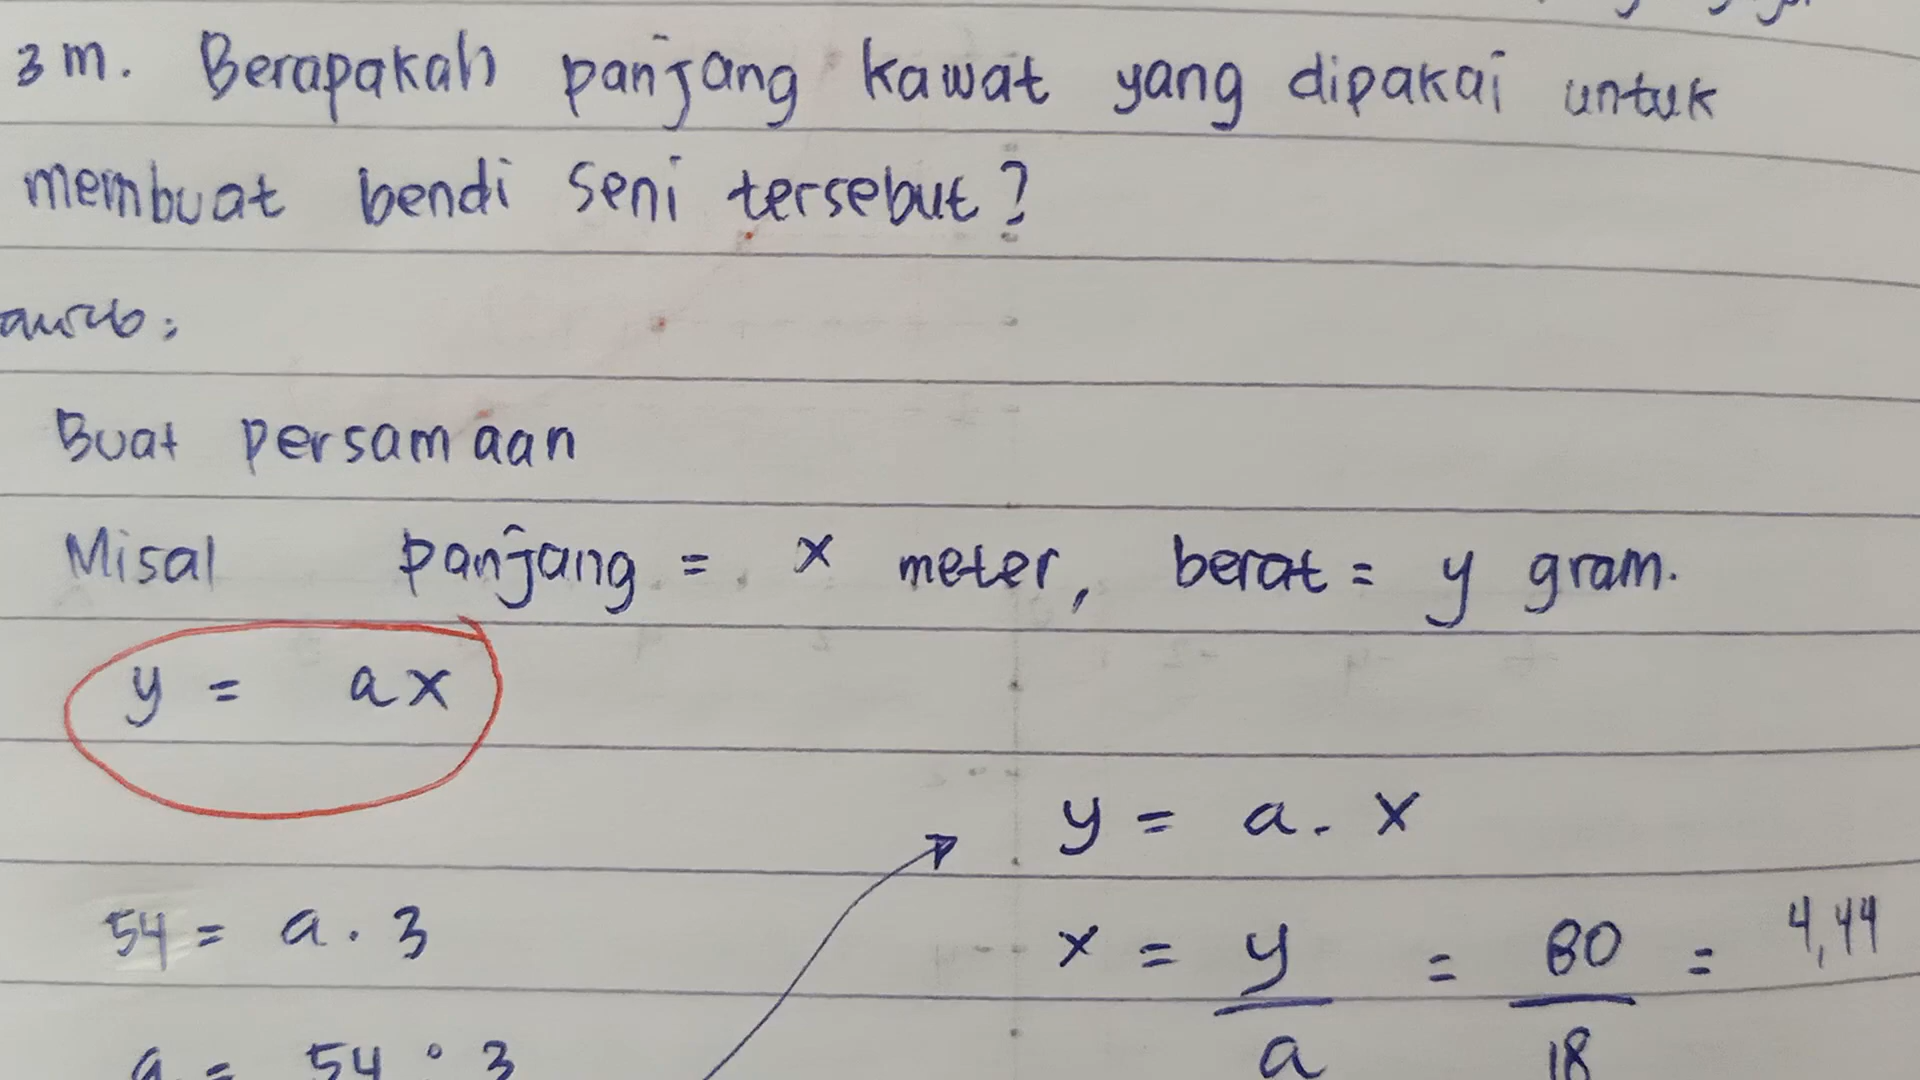 3 m. Berapakah panjang kawat yang dipakai untuk
membuat bendi seni tersebut?
Buat persamaan
Misal panjang = x meter, berat = y gram.
y = ax
54 = a . 3
a = 54 : 3
y = a . x
x = y/a = 80/18 = 4,44